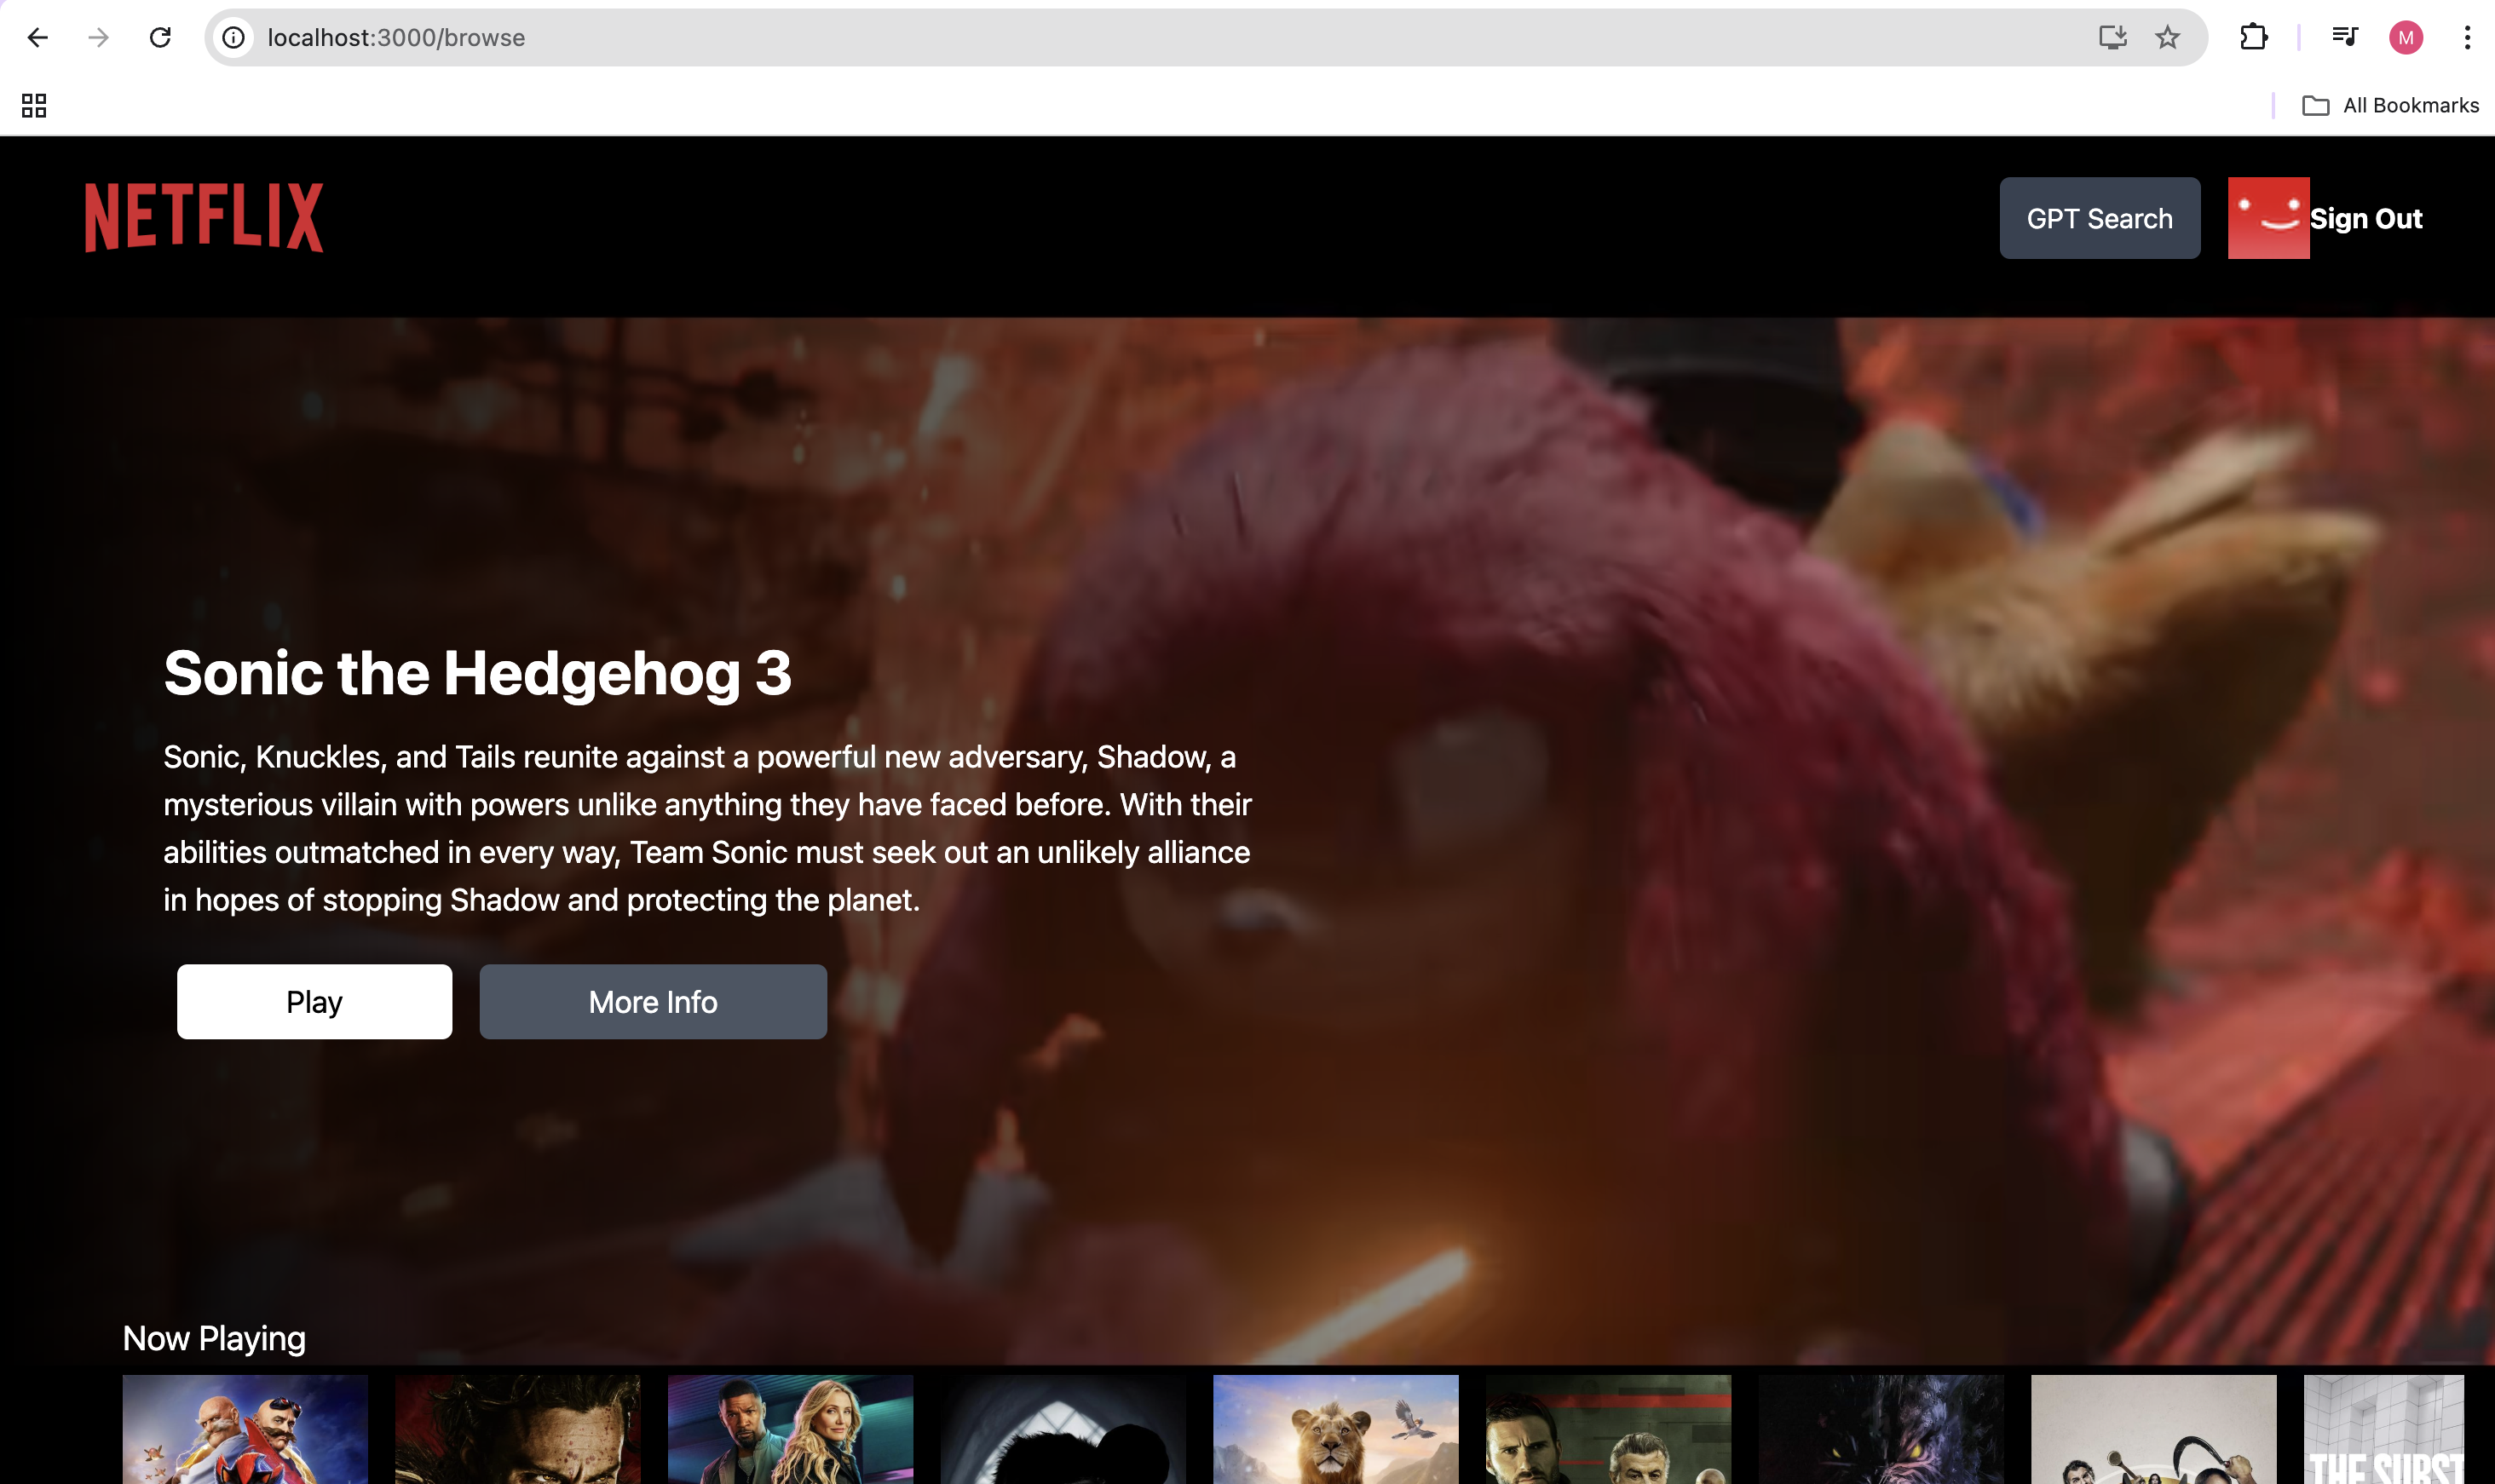 localhost:3000/browse
M
All Bookmarks
NETFLIX
GPT Search
Sign Out
Sonic the Hedgehog 3
Sonic, Knuckles, and Tails reunite against a powerful new adversary, Shadow, a
mysterious villain with powers unlike anything they have faced before. With their
abilities outmatched in every way, Team Sonic must seek out an unlikely alliance
in hopes of stopping Shadow and protecting the planet.
Play
More Info
Now Playing
THE SUBST